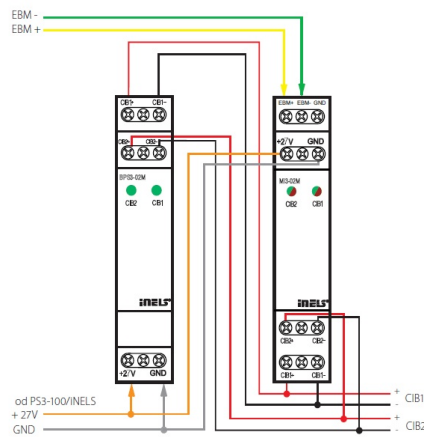 EBM -
EBM +
CIB1+ CIB1-
CIB2+ CIB2-
BPS3-02M
CIB2 CIB1
iNELS
+27V GND
EBM+ EBM- GND
+27V GND
MI3-02M
CIB2 CIB1
iNELS
CIB2+ CIB2-
CIB1+ CIB1-
od PS3-100/iNELS
+ 27V
GND
+
- CIB1
+
- CIB2